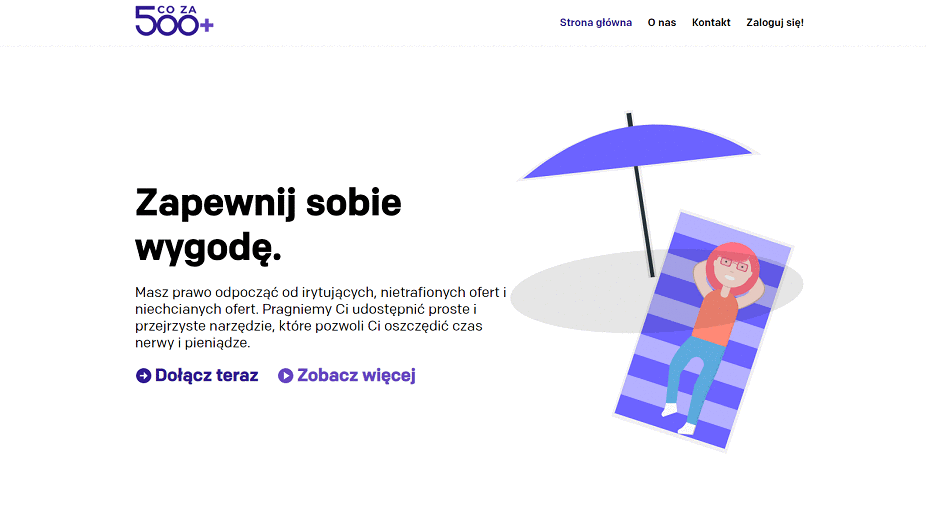 CO ZA
500+
Strona główna O nas Kontakt Zaloguj się!
Zapewnij sobie
wygodę.
Masz prawo odpocząć od irytujących, nietrafionych ofert i
niechcianych ofert. Pragniemy Ci udostępnić proste i
przejrzyste narzędzie, które pozwoli Ci oszczędić czas
nerwy i pieniądze.
Dołącz teraz Zobacz więcej